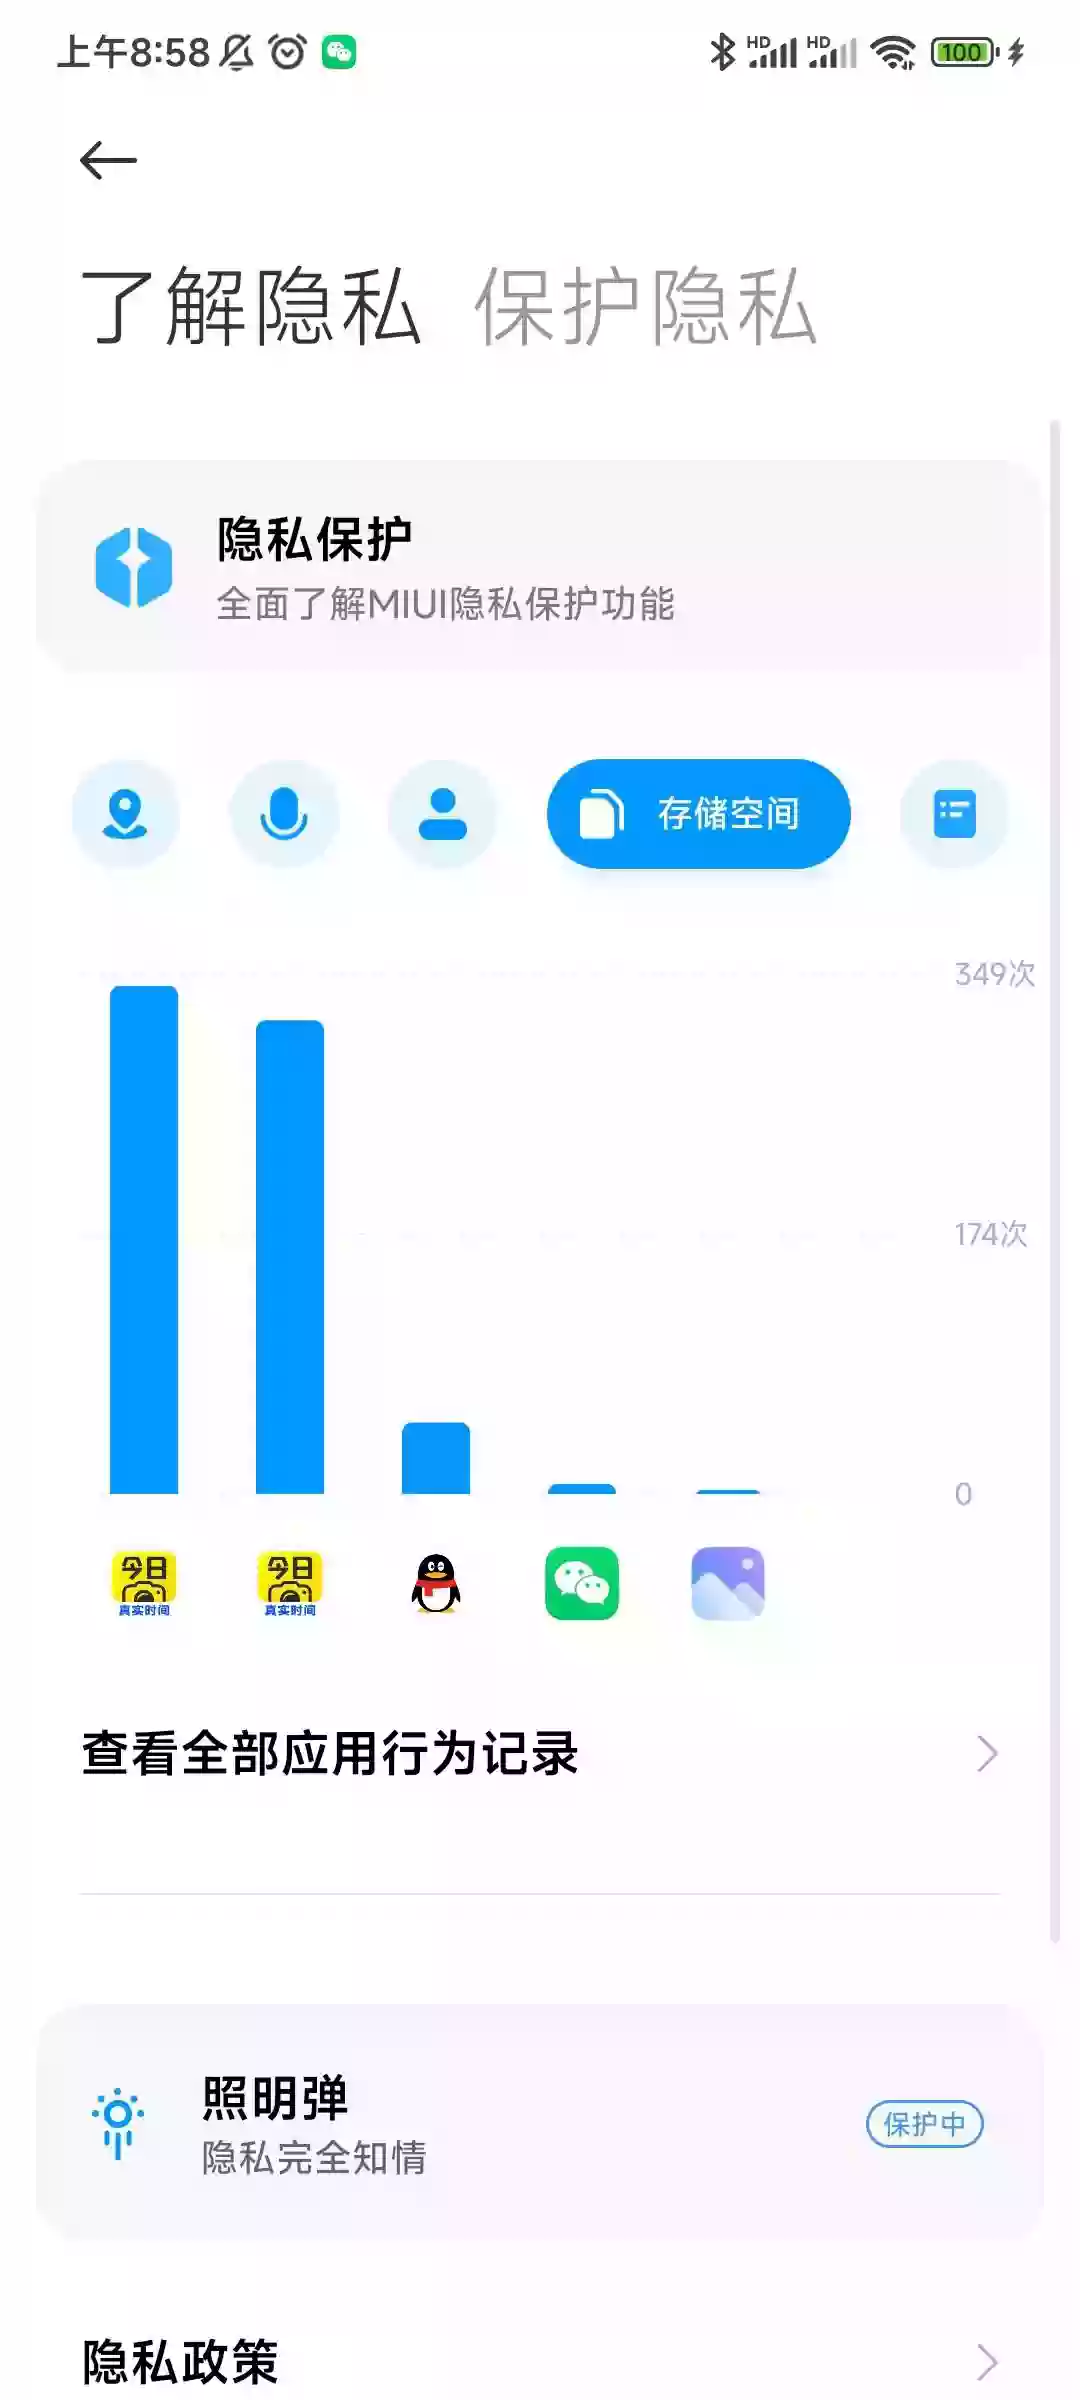 上午8:58
HD
HD
100
了解隐私 保护隐私
隐私保护
全面了解MIUI隐私保护功能
存储空间
349次
174次
0
今日 今日
真实时间 真实时间
查看全部应用行为记录
照明弹
隐私完全知情
保护中
隐私政策